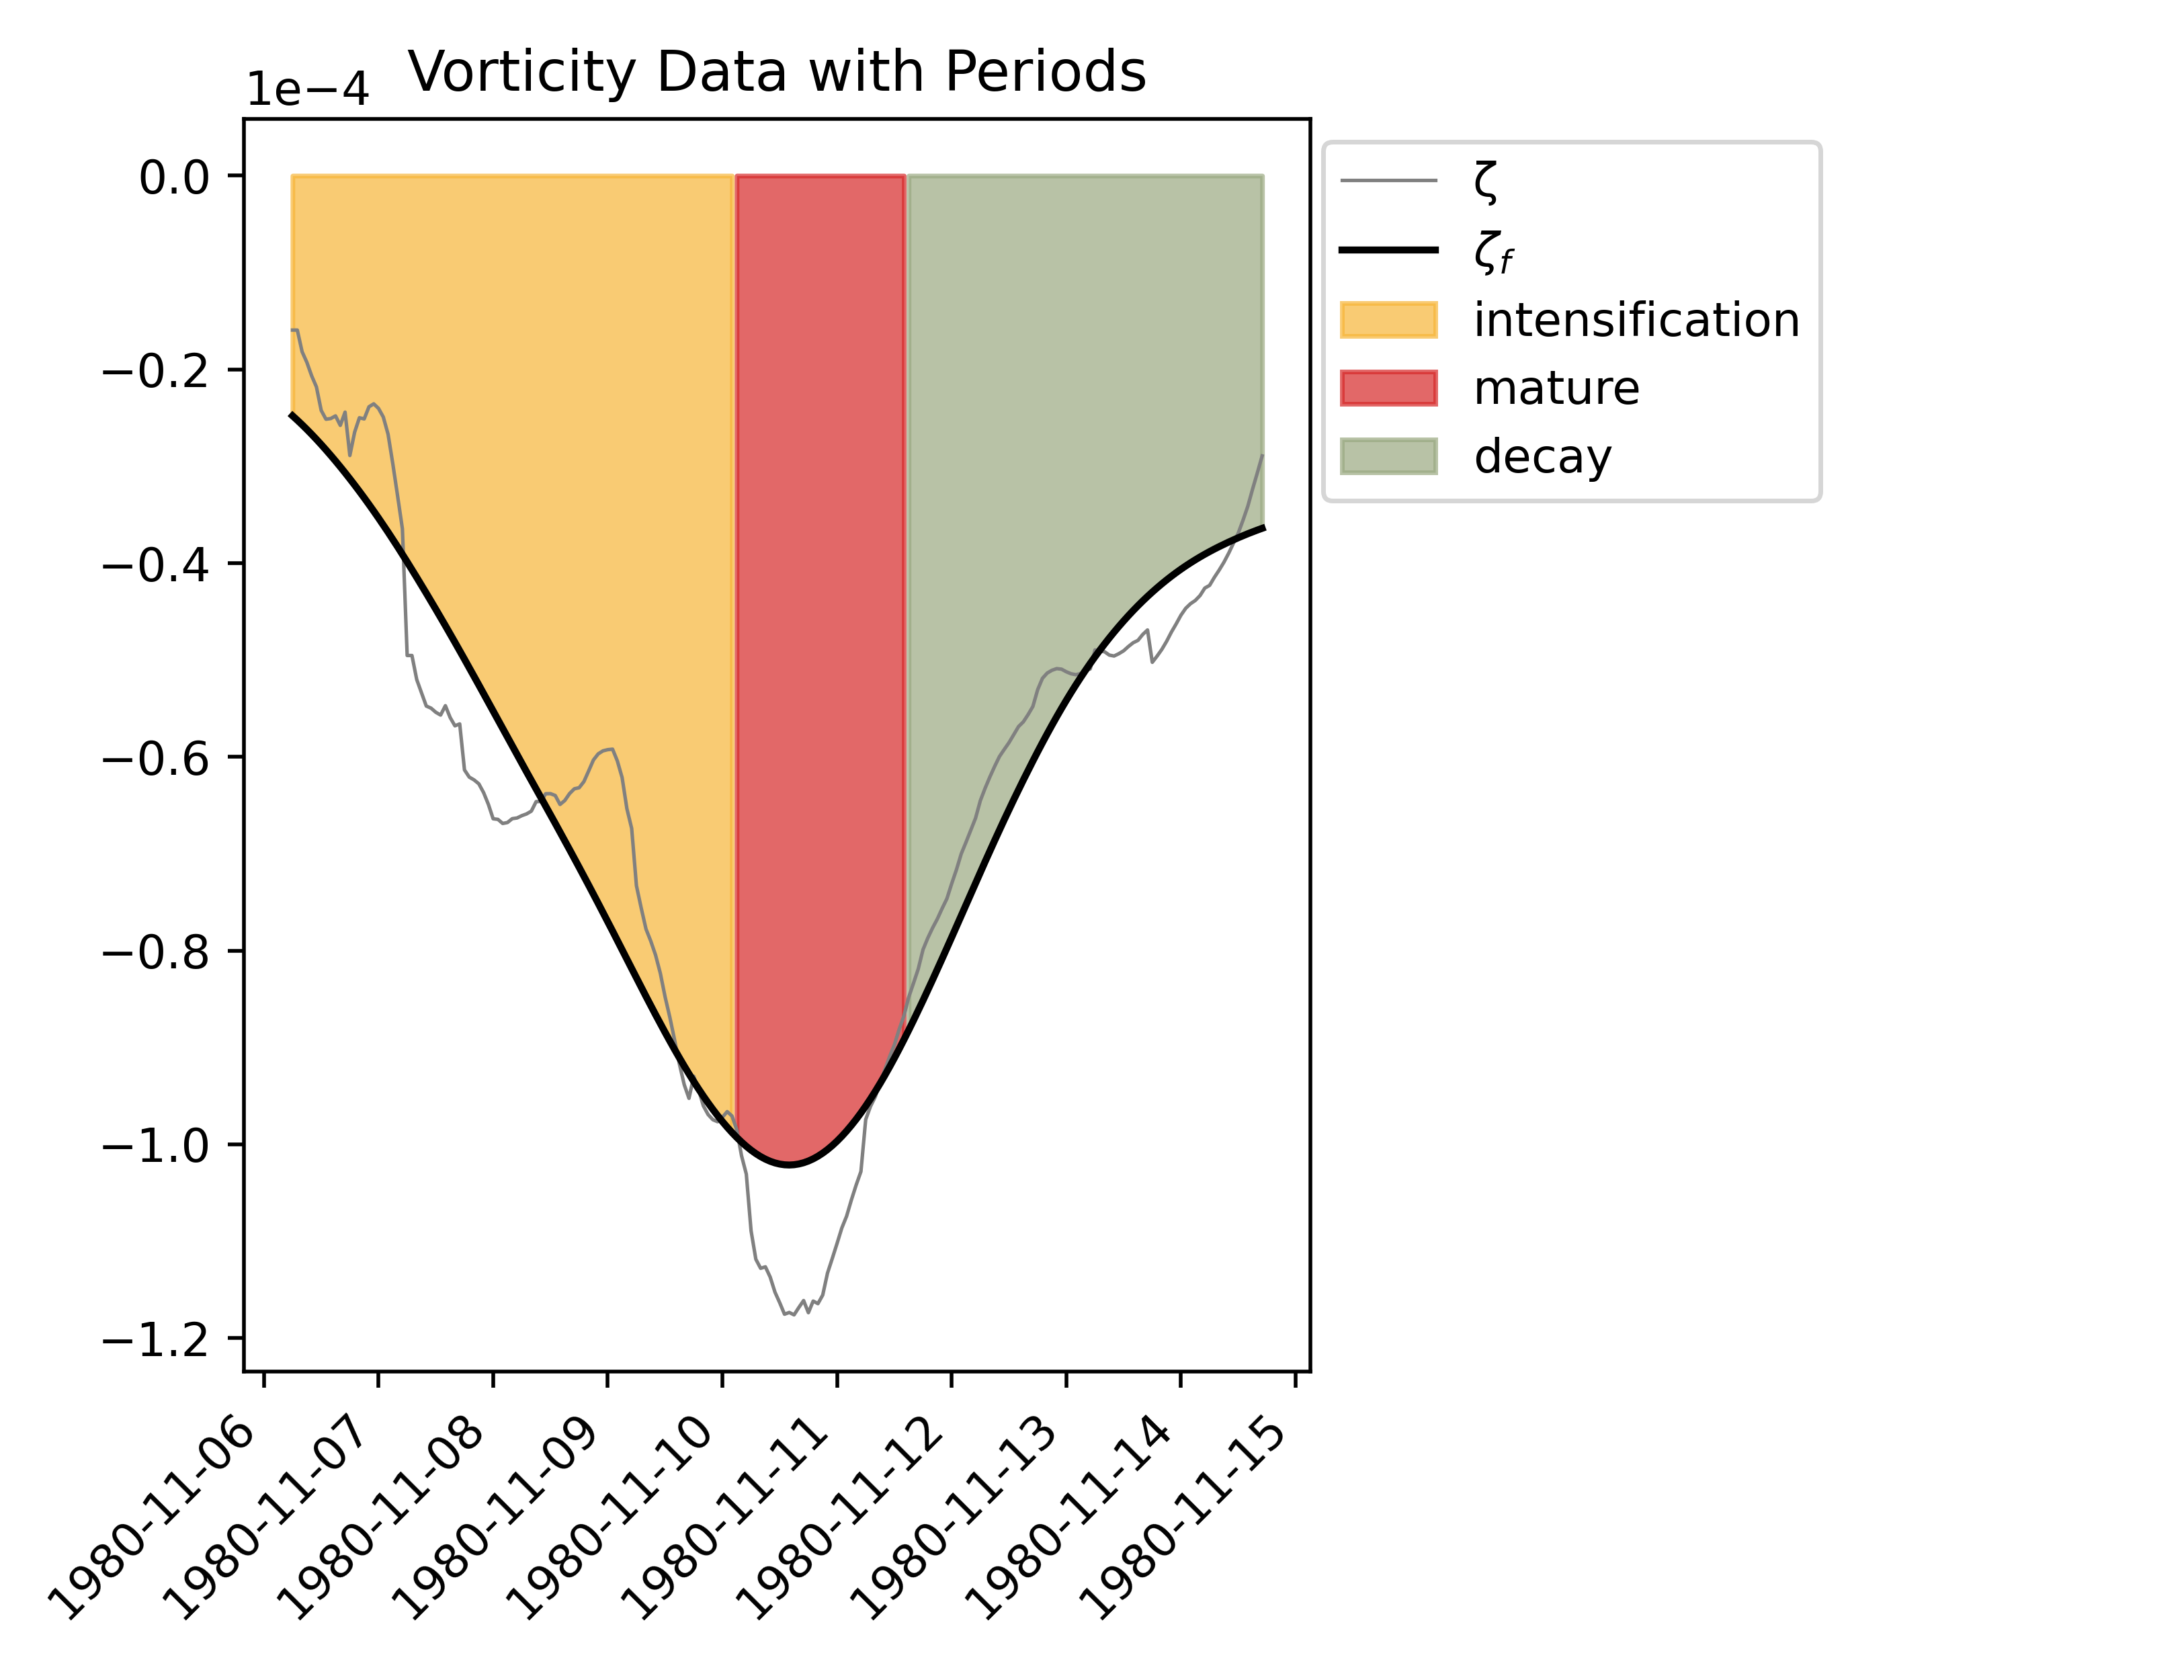 Vorticity Data with Periods
1e−4
0.0
−0.2
−0.4
−0.6
−0.8
−1.0
−1.2
1980-11-06
1980-11-07
1980-11-08
1980-11-09
1980-11-10
1980-11-11
1980-11-12
1980-11-13
1980-11-14
1980-11-15
ζ
ζf
intensification
mature
decay